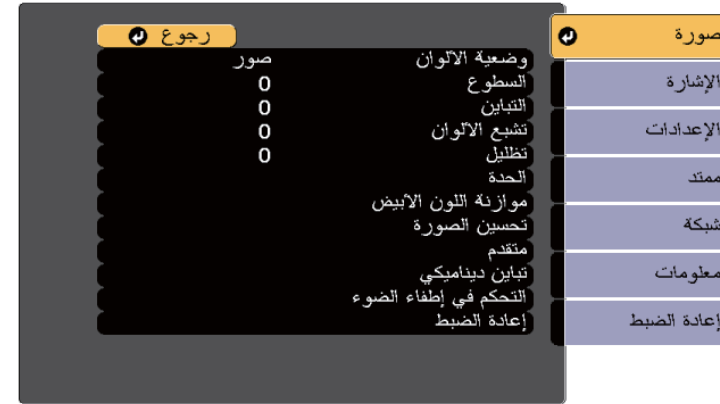 صورة
الإشارة
الإعدادات
ممتد
شبكة
معلومات
إعادة الضبط
رجوع
وضعية الألوان صور
السطوع 0
التباين 0
تشبع الألوان 0
تظليل 0
الحدة
موازنة اللون الأبيض
تحسين الصورة
متقدم
تباين ديناميكي
التحكم في إطفاء الضوء
إعادة الضبط